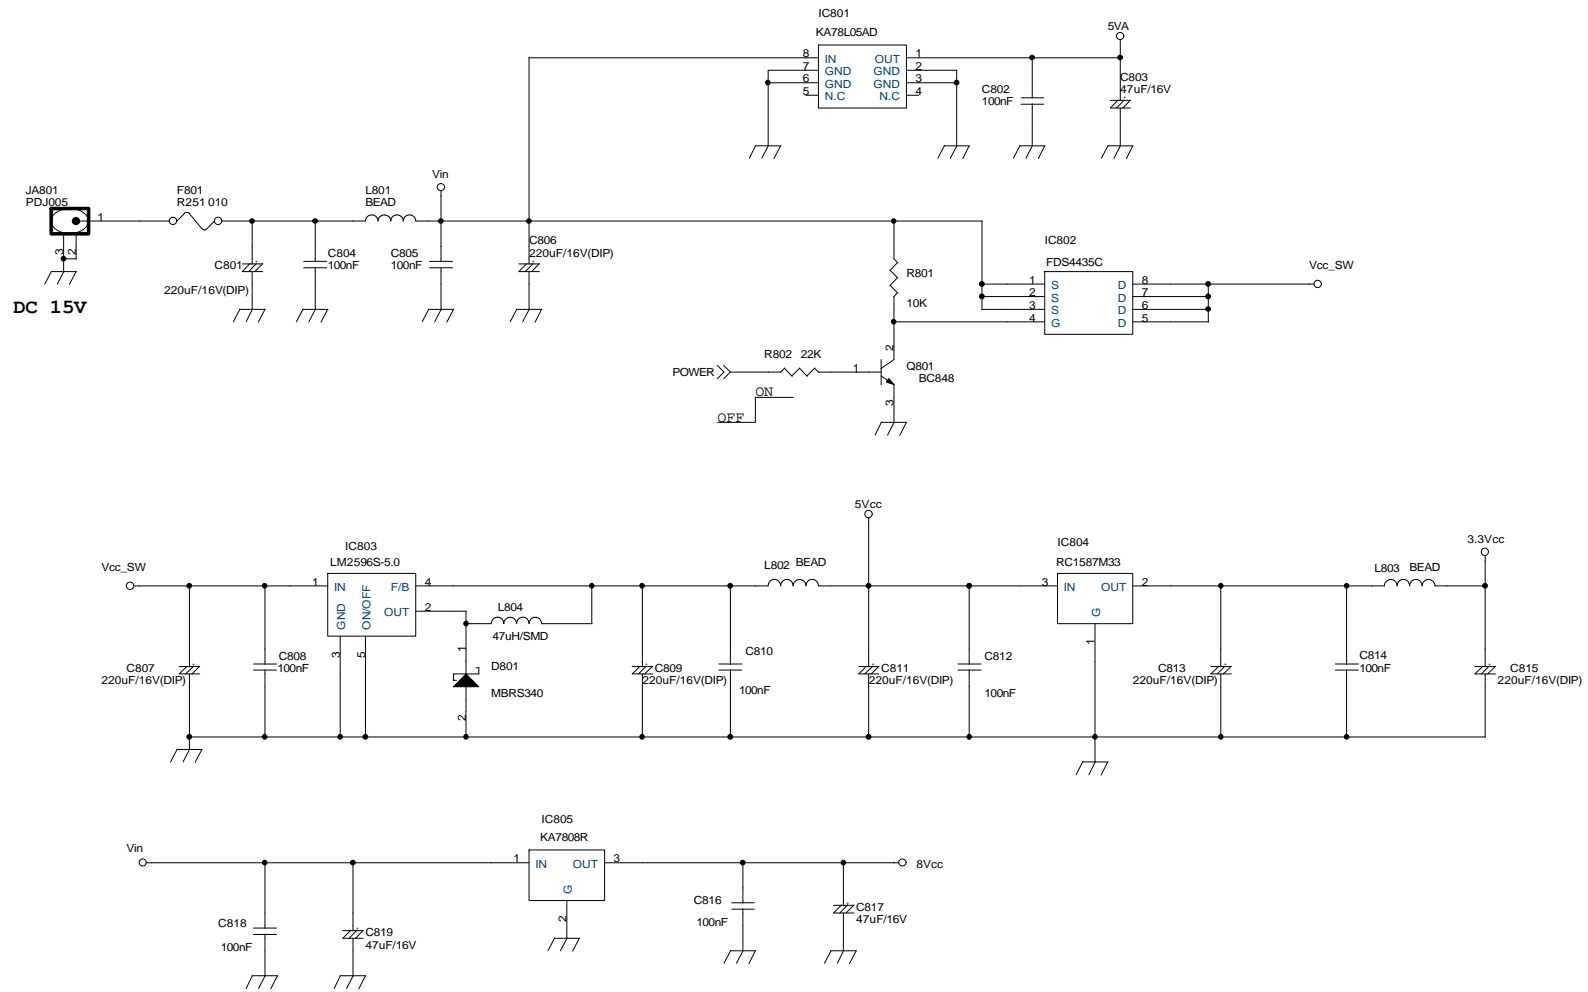 IC801
KA78L05AD
8 IN OUT 1
7 GND GND 2
6 GND GND 3
5 N.C N.C 4
5VA
C802
100nF
C803
47uF/16V
JA801
PDJ005
1
3
2
DC 15V
F801
R251 010
L801
BEAD
Vin
C801
220uF/16V(DIP)
C804
100nF
C805
100nF
C806
220uF/16V(DIP)
R801
10K
IC802
FDS4435C
1 S D 8
2 S D 7
3 S D 6
4 G D 5
Vcc_SW
POWER
R802 22K
1
2
3
Q801
BC848
ON
OFF
Vcc_SW
IC803
LM2596S-5.0
1 IN F/B 4
OUT 2
GND
ON/OFF
3
5
C807
220uF/16V(DIP)
C808
100nF
L804
47uH/SMD
1
D801
MBRS340
2
C809
220uF/16V(DIP)
C810
100nF
L802 BEAD
5Vcc
C811
220uF/16V(DIP)
C812
100nF
IC804
RC1587M33
3 IN OUT 2
G
1
C813
220uF/16V(DIP)
C814
100nF
L803 BEAD
3.3Vcc
C815
220uF/16V(DIP)
Vin
IC805
KA7808R
1 IN OUT 3
G
2
C818
100nF
C819
47uF/16V
C816
100nF
C817
47uF/16V
8Vcc